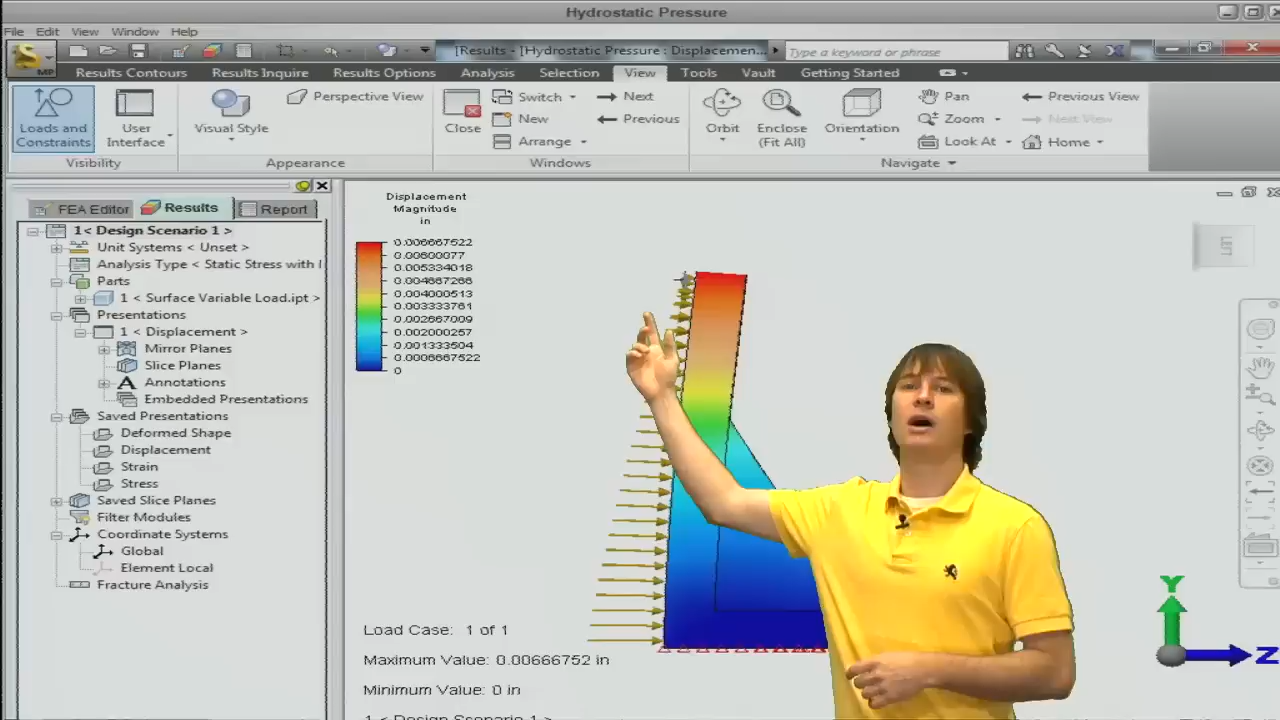 Hydrostatic Pressure
File Edit View Window Help
[Results - [Hydrostatic Pressure : Displacemen... Type a keyword or phrase
MP
Results Contours Results Inquire Results Options Analysis Selection View Tools Vault Getting Started
Loads and Constraints
User Interface
Visibility
Visual Style
Perspective View
Appearance
Close
Switch
New
Arrange
Next
Previous
Windows
Orbit
Enclose (Fit All)
Orientation
Pan
Zoom
Look At
Previous View
Next View
Home
Navigate
FEA Editor Results Report
1< Design Scenario 1 >
Unit Systems < Unset >
Analysis Type < Static Stress with l
Parts
1 < Surface Variable Load.ipt >
Presentations
1 < Displacement >
Mirror Planes
Slice Planes
Annotations
Embedded Presentations
Saved Presentations
Deformed Shape
Displacement
Strain
Stress
Saved Slice Planes
Filter Modules
Coordinate Systems
Global
Element Local
Fracture Analysis
Displacement
Magnitude
in
0.006667522
0.00600077
0.005334018
0.004667266
0.004000513
0.003333761
0.002667009
0.002000257
0.001333504
0.0006667522
0
Load Case: 1 of 1
Maximum Value: 0.00666752 in
Minimum Value: 0 in
1 < Design Scenario 1 >
Y
Z